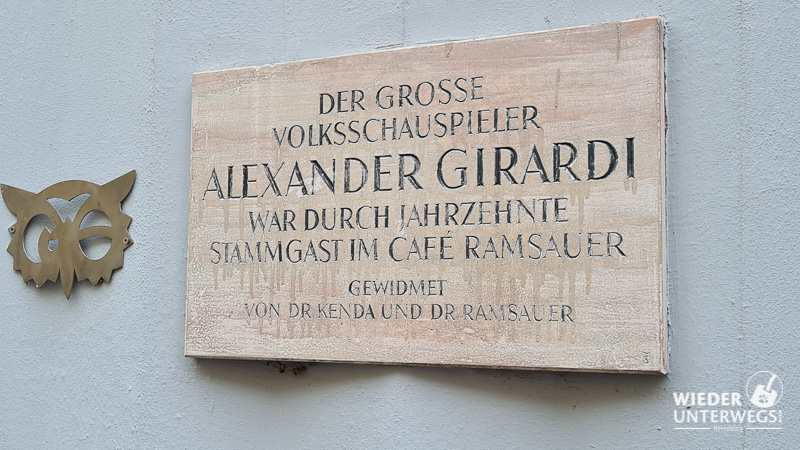 DER GROSSE
VOLKSSCHAUSPIELER
ALEXANDER GIRARDI
WAR DURCH JAHRZEHNTE
STAMMGAST IM CAFÉ RAMSAUER
GEWIDMET
VON DR KENDA UND DR RAMSAUER
WIEDER
UNTERWEGS
Reiseblog